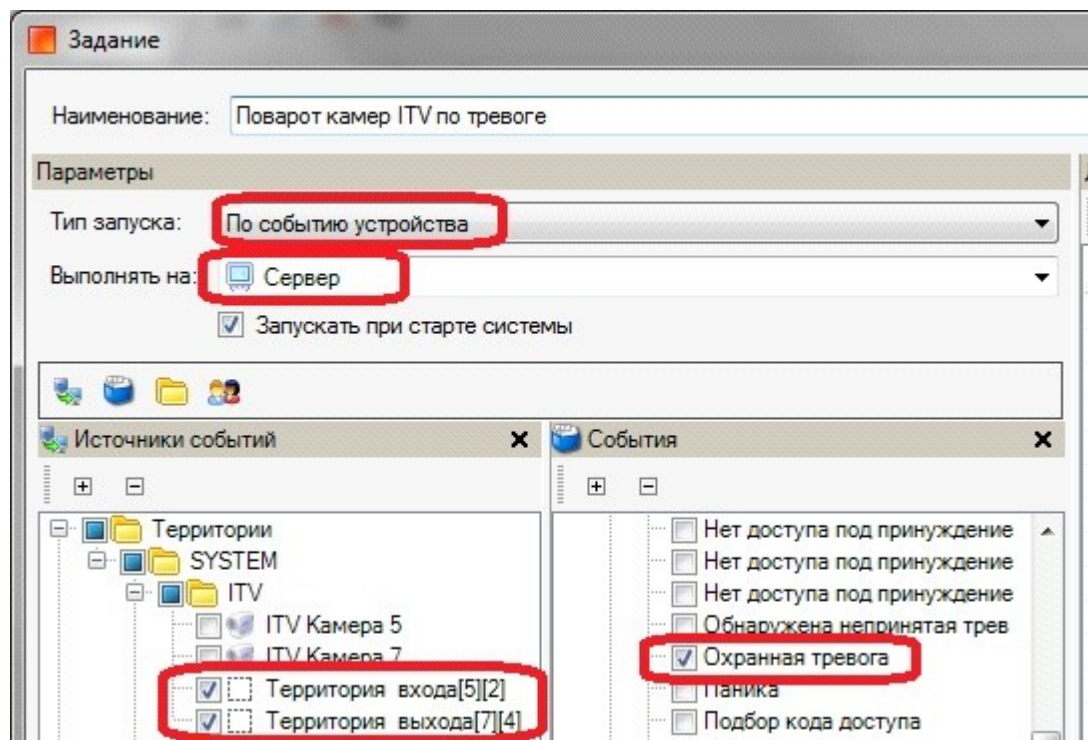 Задание
Наименование: Поварот камер ITV по тревоге
Параметры
Тип запуска: По событию устройства
Выполнять на: Сервер
Запускать при старте системы
Источники событий
События
Территории
SYSTEM
ITV
ITV Камера 5
ITV Камера 7
Территория входа[5][2]
Территория выхода[7][4]
Нет доступа под принуждение
Нет доступа под принуждение
Нет доступа под принуждение
Обнаружена непринятая трев
Охранная тревога
Паника
Подбор кода доступа